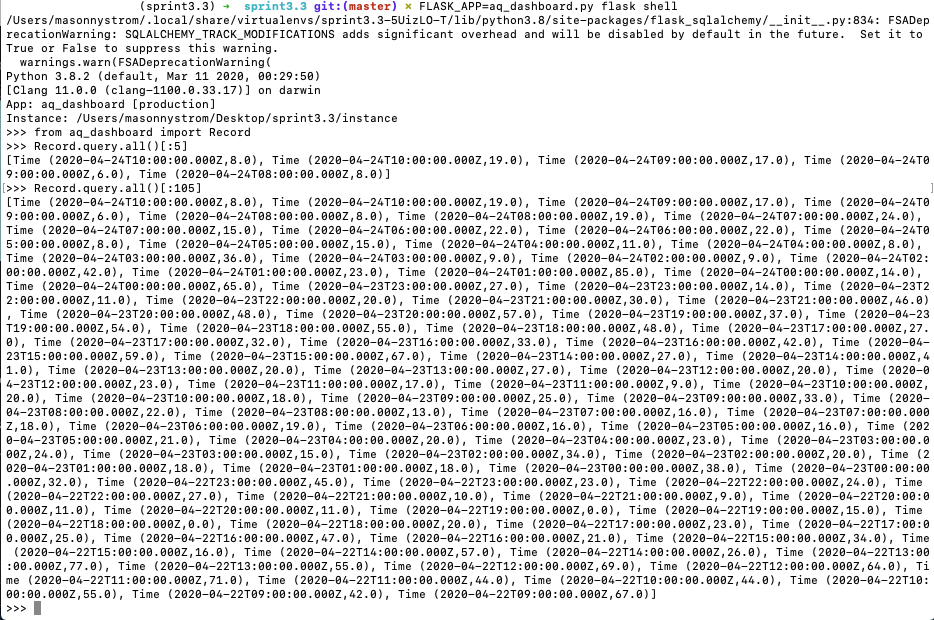 (sprint3.3) → sprint3.3 git:(master) × FLASK_APP=aq_dashboard.py flask shell
/Users/masonnystrom/.local/share/virtualenvs/sprint3.3-5UizLO-T/lib/python3.8/site-packages/flask_sqlalchemy/__init__.py:834: FSADep
recationWarning: SQLALCHEMY_TRACK_MODIFICATIONS adds significant overhead and will be disabled by default in the future.  Set it to
True or False to suppress this warning.
  warnings.warn(FSADeprecationWarning(
Python 3.8.2 (default, Mar 11 2020, 00:29:50)
[Clang 11.0.0 (clang-1100.0.33.17)] on darwin
App: aq_dashboard [production]
Instance: /Users/masonnystrom/Desktop/sprint3.3/instance
>>> from aq_dashboard import Record
>>> Record.query.all()[:5]
[Time (2020-04-24T10:00:00.000Z,8.0), Time (2020-04-24T10:00:00.000Z,19.0), Time (2020-04-24T09:00:00.000Z,17.0), Time (2020-04-24T0
9:00:00.000Z,6.0), Time (2020-04-24T08:00:00.000Z,8.0)]
[>>> Record.query.all()[:105]                                                                                                        ]
[Time (2020-04-24T10:00:00.000Z,8.0), Time (2020-04-24T10:00:00.000Z,19.0), Time (2020-04-24T09:00:00.000Z,17.0), Time (2020-04-24T0
9:00:00.000Z,6.0), Time (2020-04-24T08:00:00.000Z,8.0), Time (2020-04-24T08:00:00.000Z,19.0), Time (2020-04-24T07:00:00.000Z,24.0),
Time (2020-04-24T07:00:00.000Z,15.0), Time (2020-04-24T06:00:00.000Z,22.0), Time (2020-04-24T06:00:00.000Z,22.0), Time (2020-04-24T0
5:00:00.000Z,8.0), Time (2020-04-24T05:00:00.000Z,15.0), Time (2020-04-24T04:00:00.000Z,11.0), Time (2020-04-24T04:00:00.000Z,8.0),
Time (2020-04-24T03:00:00.000Z,36.0), Time (2020-04-24T03:00:00.000Z,9.0), Time (2020-04-24T02:00:00.000Z,9.0), Time (2020-04-24T02:
00:00.000Z,42.0), Time (2020-04-24T01:00:00.000Z,23.0), Time (2020-04-24T01:00:00.000Z,85.0), Time (2020-04-24T00:00:00.000Z,14.0),
Time (2020-04-24T00:00:00.000Z,65.0), Time (2020-04-23T23:00:00.000Z,27.0), Time (2020-04-23T23:00:00.000Z,14.0), Time (2020-04-23T2
2:00:00.000Z,11.0), Time (2020-04-23T22:00:00.000Z,20.0), Time (2020-04-23T21:00:00.000Z,30.0), Time (2020-04-23T21:00:00.000Z,46.0)
, Time (2020-04-23T20:00:00.000Z,48.0), Time (2020-04-23T20:00:00.000Z,57.0), Time (2020-04-23T19:00:00.000Z,37.0), Time (2020-04-23
T19:00:00.000Z,54.0), Time (2020-04-23T18:00:00.000Z,55.0), Time (2020-04-23T18:00:00.000Z,48.0), Time (2020-04-23T17:00:00.000Z,27.
0), Time (2020-04-23T17:00:00.000Z,32.0), Time (2020-04-23T16:00:00.000Z,33.0), Time (2020-04-23T16:00:00.000Z,42.0), Time (2020-04-
23T15:00:00.000Z,59.0), Time (2020-04-23T15:00:00.000Z,67.0), Time (2020-04-23T14:00:00.000Z,27.0), Time (2020-04-23T14:00:00.000Z,4
1.0), Time (2020-04-23T13:00:00.000Z,20.0), Time (2020-04-23T13:00:00.000Z,27.0), Time (2020-04-23T12:00:00.000Z,20.0), Time (2020-0
4-23T12:00:00.000Z,23.0), Time (2020-04-23T11:00:00.000Z,17.0), Time (2020-04-23T11:00:00.000Z,9.0), Time (2020-04-23T10:00:00.000Z,
20.0), Time (2020-04-23T10:00:00.000Z,18.0), Time (2020-04-23T09:00:00.000Z,25.0), Time (2020-04-23T09:00:00.000Z,33.0), Time (2020-
04-23T08:00:00.000Z,22.0), Time (2020-04-23T08:00:00.000Z,13.0), Time (2020-04-23T07:00:00.000Z,16.0), Time (2020-04-23T07:00:00.000
Z,18.0), Time (2020-04-23T06:00:00.000Z,19.0), Time (2020-04-23T06:00:00.000Z,16.0), Time (2020-04-23T05:00:00.000Z,16.0), Time (202
0-04-23T05:00:00.000Z,21.0), Time (2020-04-23T04:00:00.000Z,20.0), Time (2020-04-23T04:00:00.000Z,23.0), Time (2020-04-23T03:00:00.0
00Z,24.0), Time (2020-04-23T03:00:00.000Z,15.0), Time (2020-04-23T02:00:00.000Z,34.0), Time (2020-04-23T02:00:00.000Z,20.0), Time (2
020-04-23T01:00:00.000Z,18.0), Time (2020-04-23T01:00:00.000Z,18.0), Time (2020-04-23T00:00:00.000Z,38.0), Time (2020-04-23T00:00:00
.000Z,32.0), Time (2020-04-22T23:00:00.000Z,45.0), Time (2020-04-22T23:00:00.000Z,23.0), Time (2020-04-22T22:00:00.000Z,24.0), Time
(2020-04-22T22:00:00.000Z,27.0), Time (2020-04-22T21:00:00.000Z,10.0), Time (2020-04-22T21:00:00.000Z,9.0), Time (2020-04-22T20:00:0
0.000Z,11.0), Time (2020-04-22T20:00:00.000Z,11.0), Time (2020-04-22T19:00:00.000Z,0.0), Time (2020-04-22T19:00:00.000Z,15.0), Time
(2020-04-22T18:00:00.000Z,0.0), Time (2020-04-22T18:00:00.000Z,20.0), Time (2020-04-22T17:00:00.000Z,23.0), Time (2020-04-22T17:00:0
0.000Z,25.0), Time (2020-04-22T16:00:00.000Z,47.0), Time (2020-04-22T16:00:00.000Z,21.0), Time (2020-04-22T15:00:00.000Z,34.0), Time
 (2020-04-22T15:00:00.000Z,16.0), Time (2020-04-22T14:00:00.000Z,57.0), Time (2020-04-22T14:00:00.000Z,26.0), Time (2020-04-22T13:00
:00.000Z,77.0), Time (2020-04-22T13:00:00.000Z,55.0), Time (2020-04-22T12:00:00.000Z,69.0), Time (2020-04-22T12:00:00.000Z,64.0), Ti
me (2020-04-22T11:00:00.000Z,71.0), Time (2020-04-22T11:00:00.000Z,44.0), Time (2020-04-22T10:00:00.000Z,44.0), Time (2020-04-22T10:
00:00.000Z,55.0), Time (2020-04-22T09:00:00.000Z,42.0), Time (2020-04-22T09:00:00.000Z,67.0)]
>>>